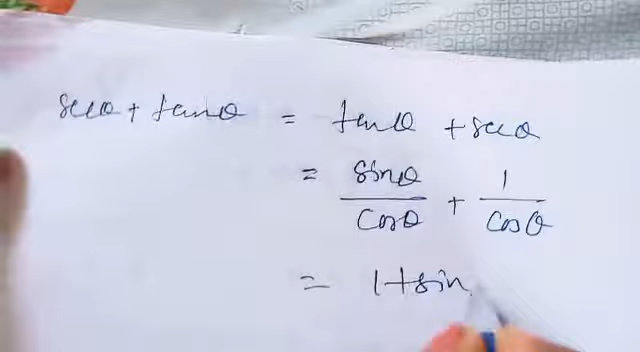 secθ + tanθ = tanθ + secθ
= sinθ/cosθ + 1/cosθ
= 1+sin